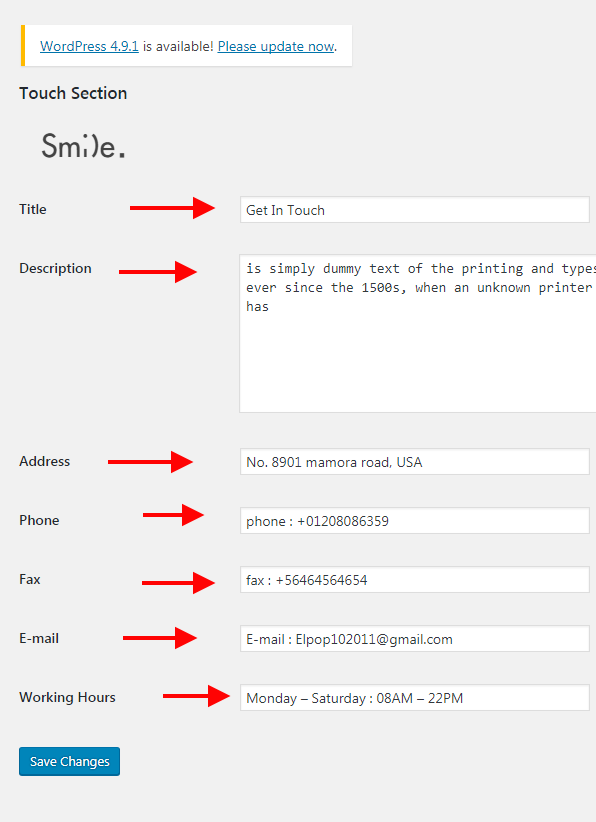 WordPress 4.9.1 is available! Please update now.
Touch Section
Smile.
Title
Get In Touch
Description
is simply dummy text of the printing and types
ever since the 1500s, when an unknown printer
has
Address
No. 8901 mamora road, USA
Phone
phone : +01208086359
Fax
fax : +56464564654
E-mail
E-mail : Elpop102011@gmail.com
Working Hours
Monday – Saturday : 08AM – 22PM
Save Changes